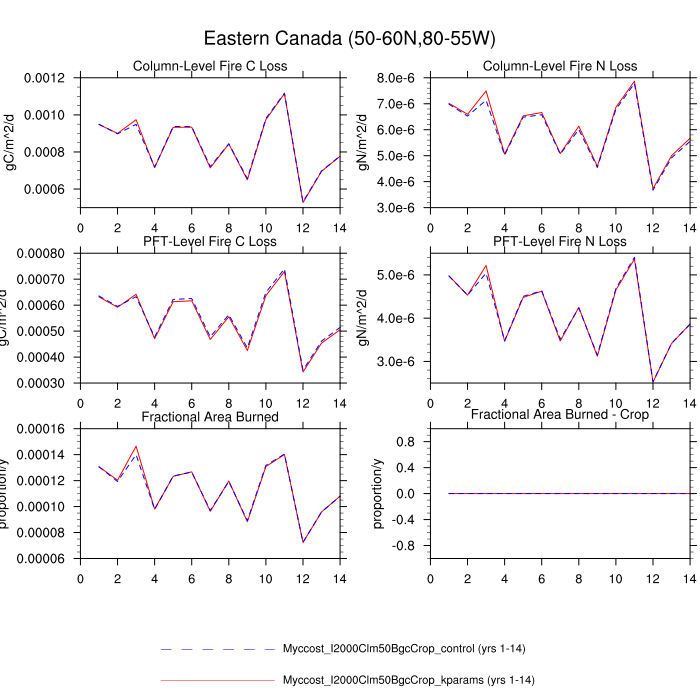 Eastern Canada (50-60N,80-55W)
Column-Level Fire C Loss
gC/m^2/d
0.0012
0.0010
0.0008
0.0006
0 2 4 6 8 10 12 14
Column-Level Fire N Loss
gN/m^2/d
8.0e-6
7.0e-6
6.0e-6
5.0e-6
4.0e-6
3.0e-6
0 2 4 6 8 10 12 14
PFT-Level Fire C Loss
gC/m^2/d
0.00080
0.00070
0.00060
0.00050
0.00040
0.00030
0 2 4 6 8 10 12 14
PFT-Level Fire N Loss
gN/m^2/d
5.0e-6
4.0e-6
3.0e-6
0 2 4 6 8 10 12 14
Fractional Area Burned
proportion/y
0.00016
0.00014
0.00012
0.00010
0.00008
0.00006
0 2 4 6 8 10 12 14
Fractional Area Burned - Crop
proportion/y
0.8
0.4
0.0
-0.4
-0.8
0 2 4 6 8 10 12 14
Myccost_I2000Clm50BgcCrop_control (yrs 1-14)
Myccost_I2000Clm50BgcCrop_kparams (yrs 1-14)